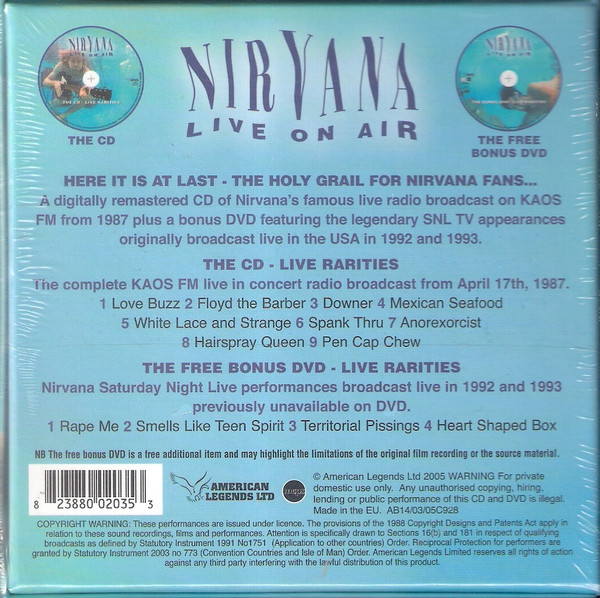 NIRVANA
LIVE ON AIR
THE CD
THE FREE
BONUS DVD
HERE IT IS AT LAST - THE HOLY GRAIL FOR NIRVANA FANS...
A digitally remastered CD of Nirvana's famous live radio broadcast on KAOS
FM from 1987 plus a bonus DVD featuring the legendary SNL TV appearances
originally broadcast live in the USA in 1992 and 1993.
THE CD - LIVE RARITIES
The complete KAOS FM live in concert radio broadcast from April 17th, 1987.
1 Love Buzz 2 Floyd the Barber 3 Downer 4 Mexican Seafood
5 White Lace and Strange 6 Spank Thru 7 Anorexorcist
8 Hairspray Queen 9 Pen Cap Chew
THE FREE BONUS DVD - LIVE RARITIES
Nirvana Saturday Night Live performances broadcast live in 1992 and 1993
previously unavailable on DVD.
1 Rape Me 2 Smells Like Teen Spirit 3 Territorial Pissings 4 Heart Shaped Box
NB The free bonus DVD is a free additional item and may highlight the limitations of the original film recording or the source material.
8 23880 02035 3
AMERICAN
LEGENDS LTD
mcps
© American Legends Ltd 2005 WARNING For private
domestic use only. Any unauthorised copying, hiring,
lending or public performance of this CD and DVD is illegal.
Made in the EU. AB14/03/05C928
COPYRIGHT WARNING: These performances are issued under licence. The provisions of the 1988 Copyright Designs and Patents Act apply in
relation to these sound recordings, films and performances. Attention is specifically drawn to Sections 16(b) and 181 in respect of qualifying
broadcasts as defined by Statutory Instrument 1991 No1751 (Application to other countries) Order. Reciprocal Protection for performers are
granted by Statutory Instrument 2003 no 773 (Convention Countries and Isle of Man) Order. American Legends Limited reserves all rights of action
against any third party interfering with the lawful distribution of this product.
NIRVANA
LIVE ON AIR
THE CD - LIVE RARITIES
NIRVANA
LIVE ON AIR